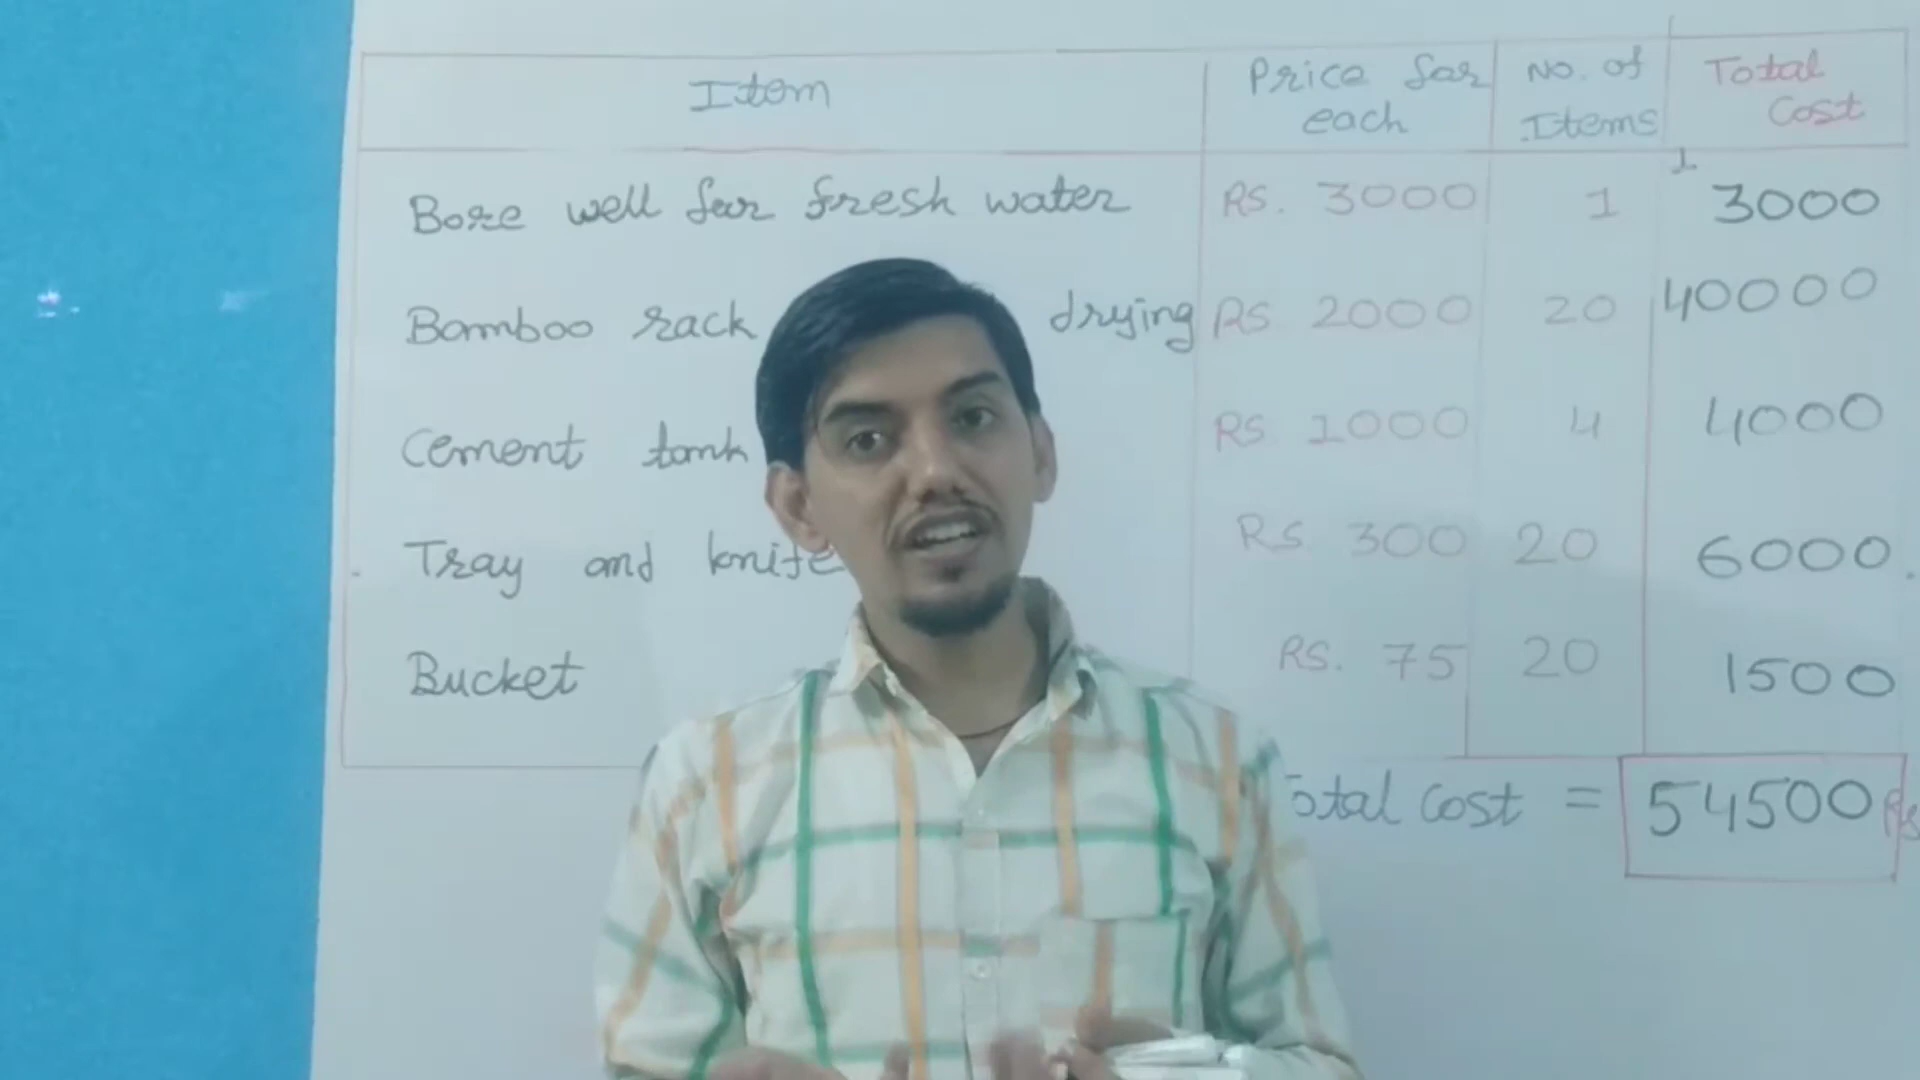 Item Price for each No. of Items Total Cost
Bore well for fresh water RS. 3000 1 3000
Bamboo rack drying RS 2000 20 40000
Cement tank RS 1000 4 4000
Tray and knife RS 300 20 6000
Bucket RS. 75 20 1500
Total Cost = 54500 Rs